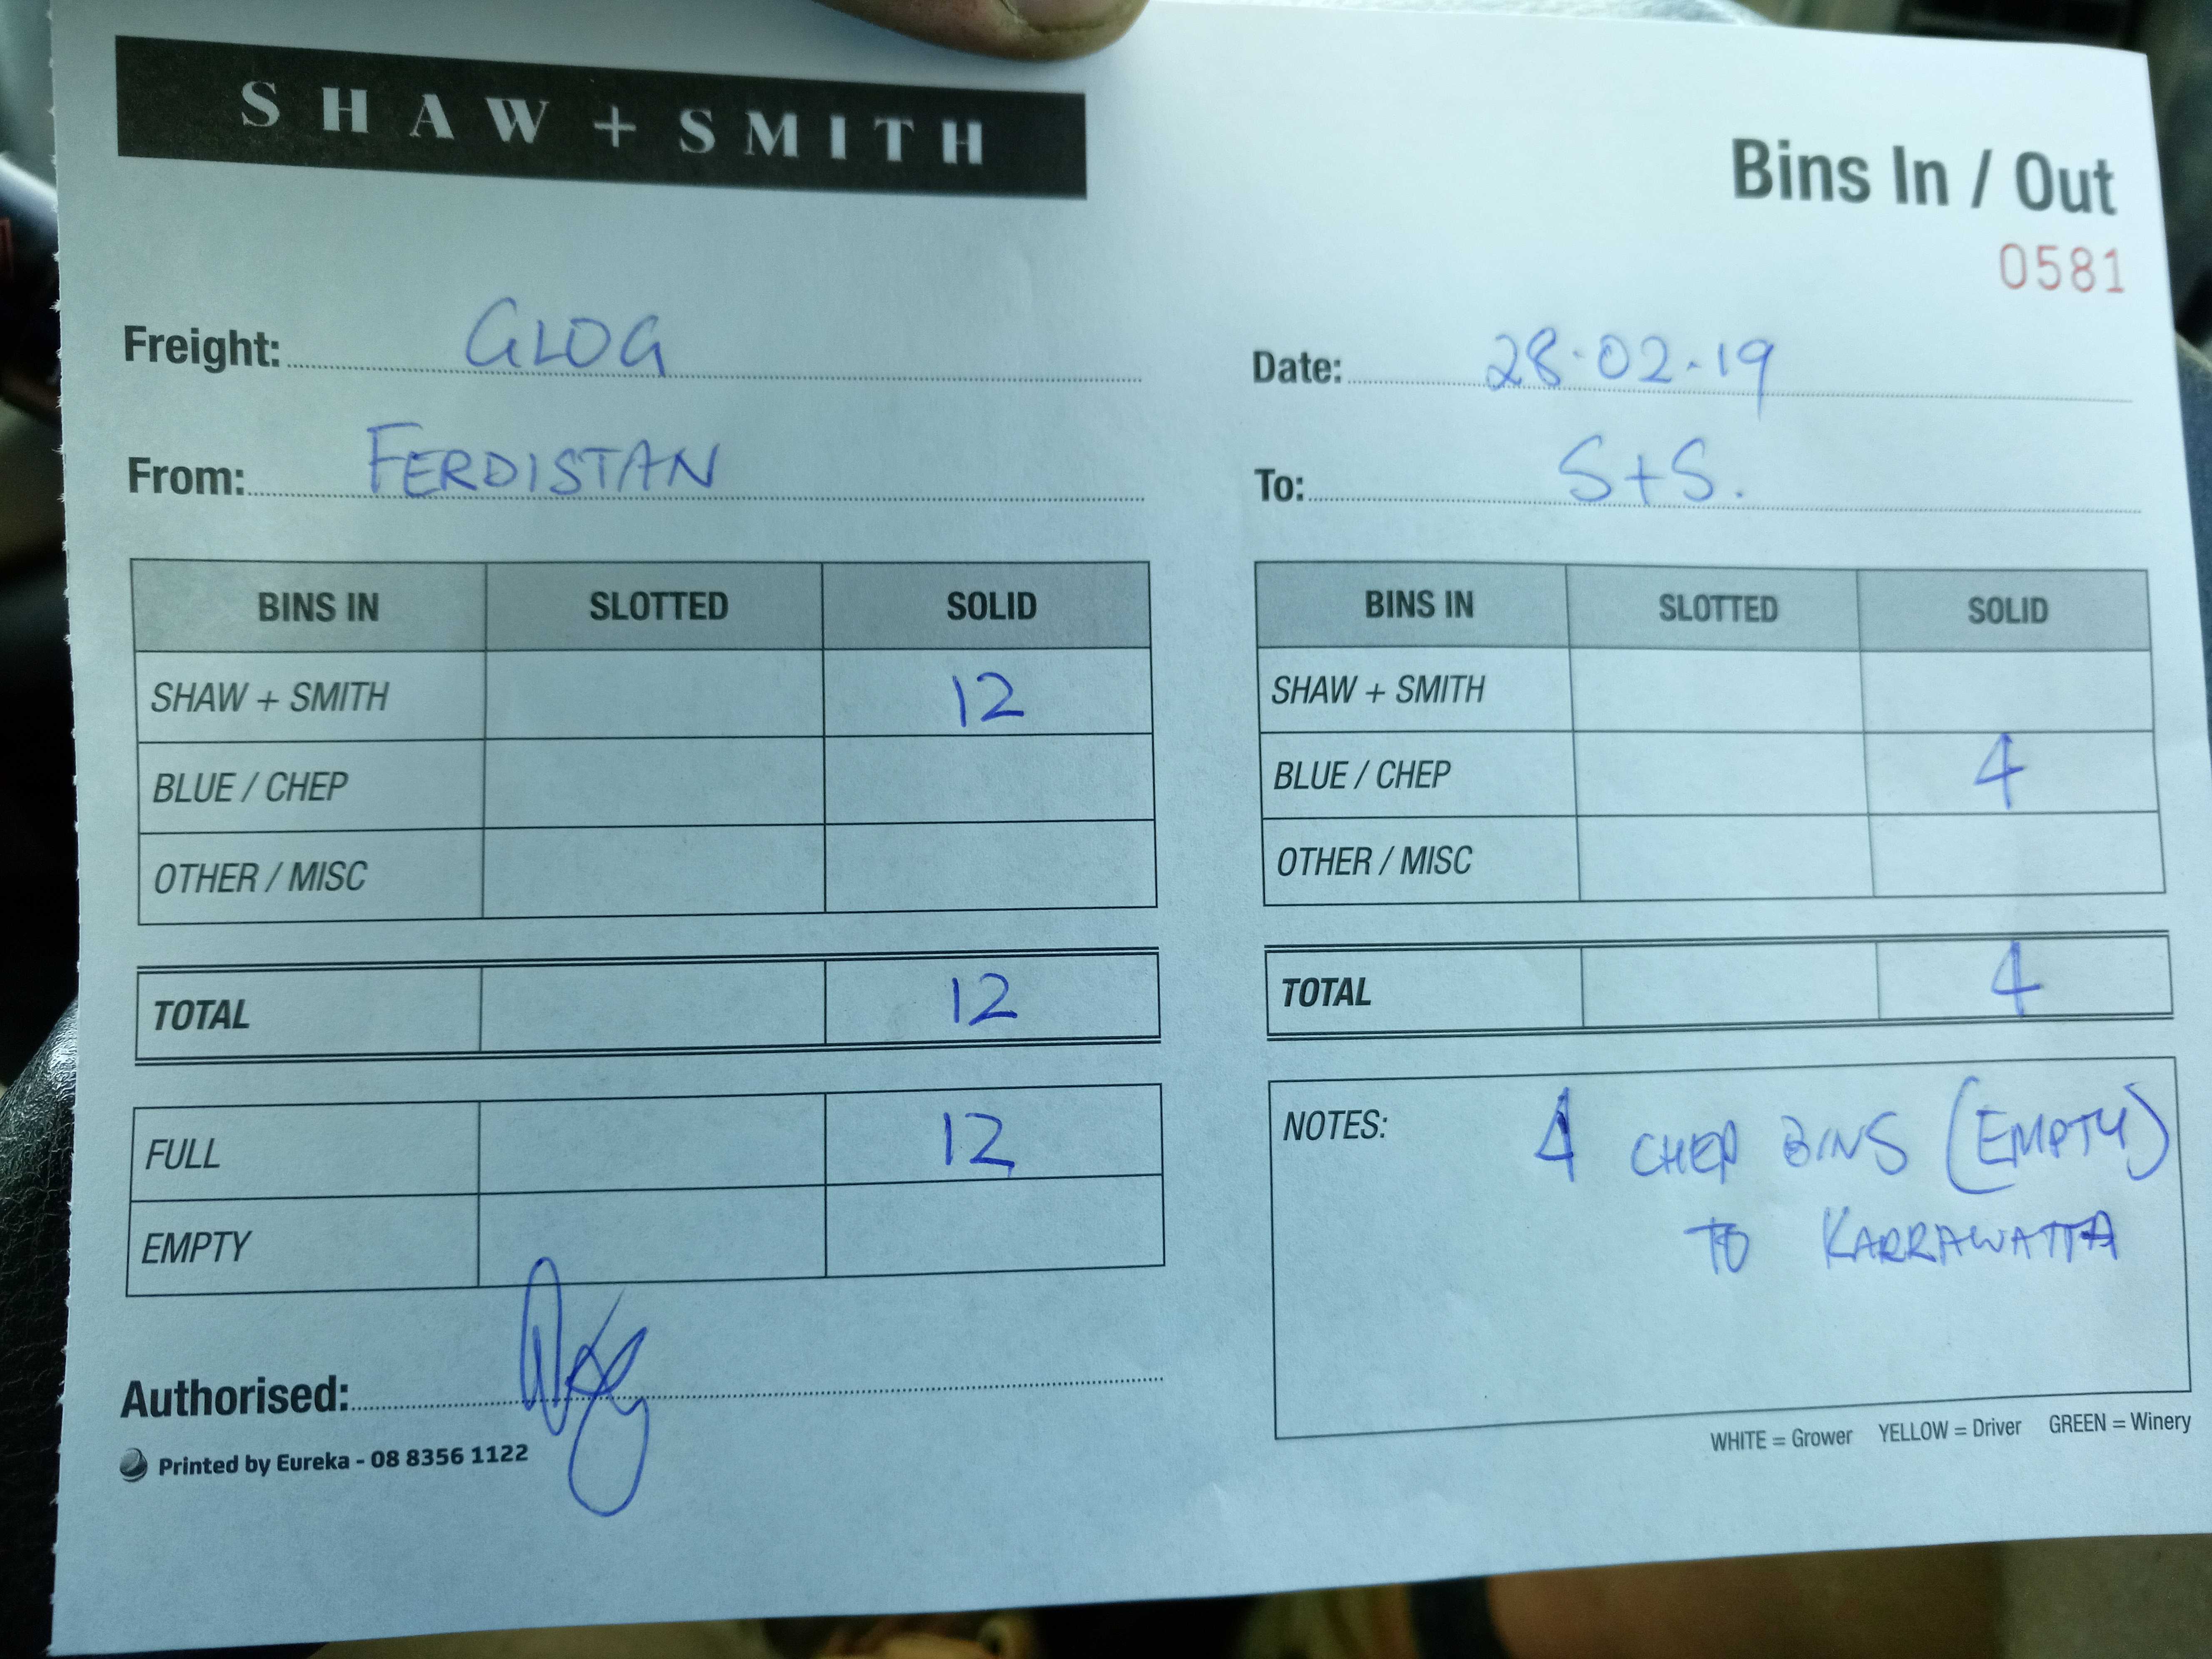 SHAW + SMITH
Bins In / Out
0581
Freight: GLOG
Date: 28.02.19
From: FERDISTAN
To: S+S.
BINS IN SLOTTED SOLID
SHAW + SMITH 12
BLUE / CHEP
OTHER / MISC
TOTAL 12
FULL 12
EMPTY
BINS IN SLOTTED SOLID
SHAW + SMITH
BLUE / CHEP 4
OTHER / MISC
TOTAL 4
NOTES: 4 CHEP BINS (EMPTY)
TO KARRAWATTA
Authorised:
Printed by Eureka - 08 8356 1122
WHITE = Grower YELLOW = Driver GREEN = Winery